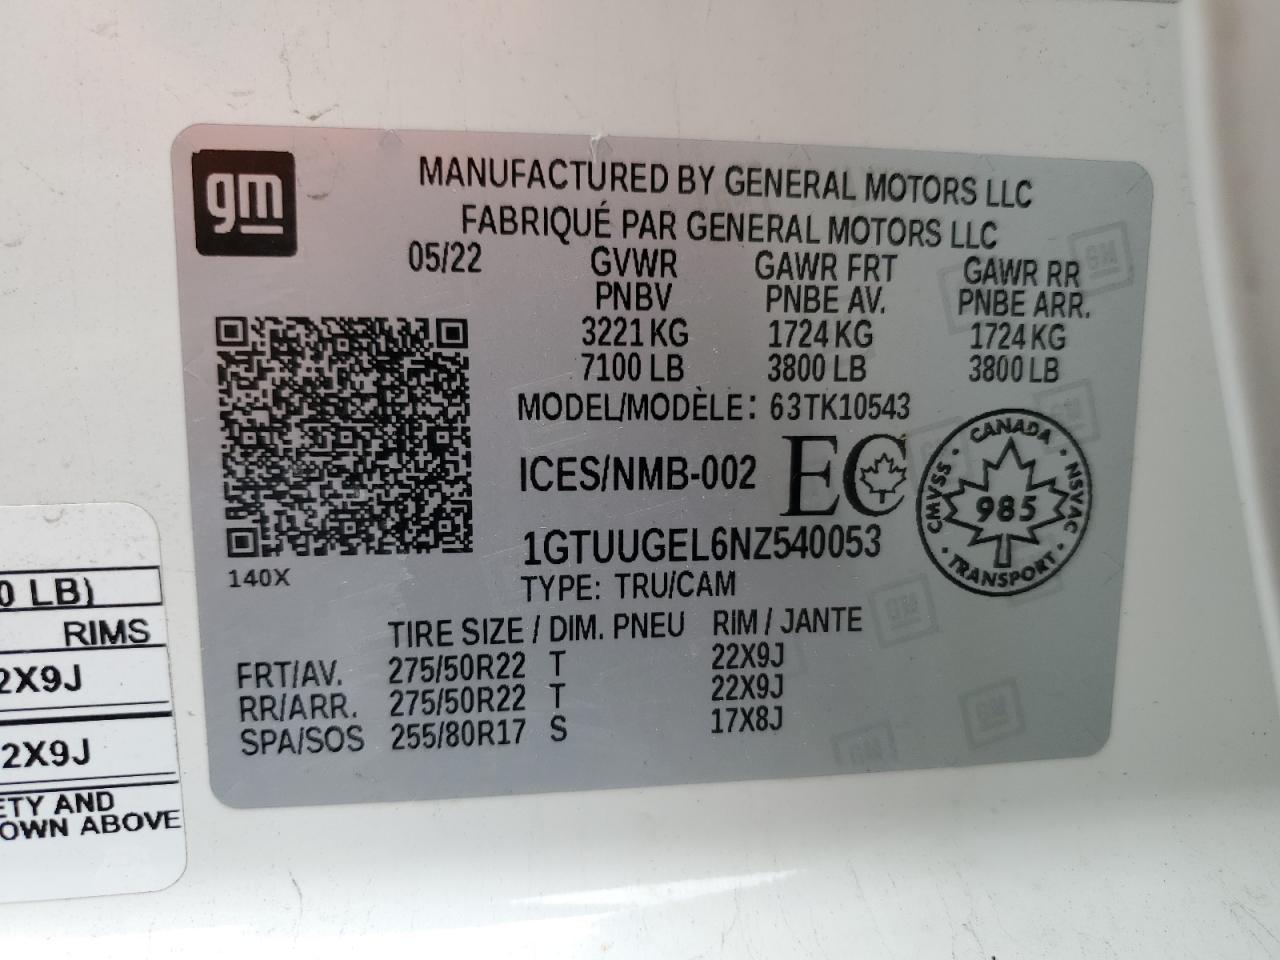 gm
MANUFACTURED BY GENERAL MOTORS LLC
FABRIQUÉ PAR GENERAL MOTORS LLC
05/22 GVWR GAWR FRT GAWR RR
PNBV PNBE AV. PNBE ARR.
3221 KG 1724 KG 1724 KG
7100 LB 3800 LB 3800 LB
MODEL/MODÈLE: 63TK10543
ICES/NMB-002 EC
CANADA
CMVSS · NSVAC
985
TRANSPORT
1GTUUGEL6NZ540053
140X
TYPE: TRU/CAM
TIRE SIZE / DIM. PNEU RIM / JANTE
FRT/AV. 275/50R22 T 22X9J
RR/ARR. 275/50R22 T 22X9J
SPA/SOS 255/80R17 S 17X8J
0 LB)
RIMS
2X9J
2X9J
ETY AND
OWN ABOVE